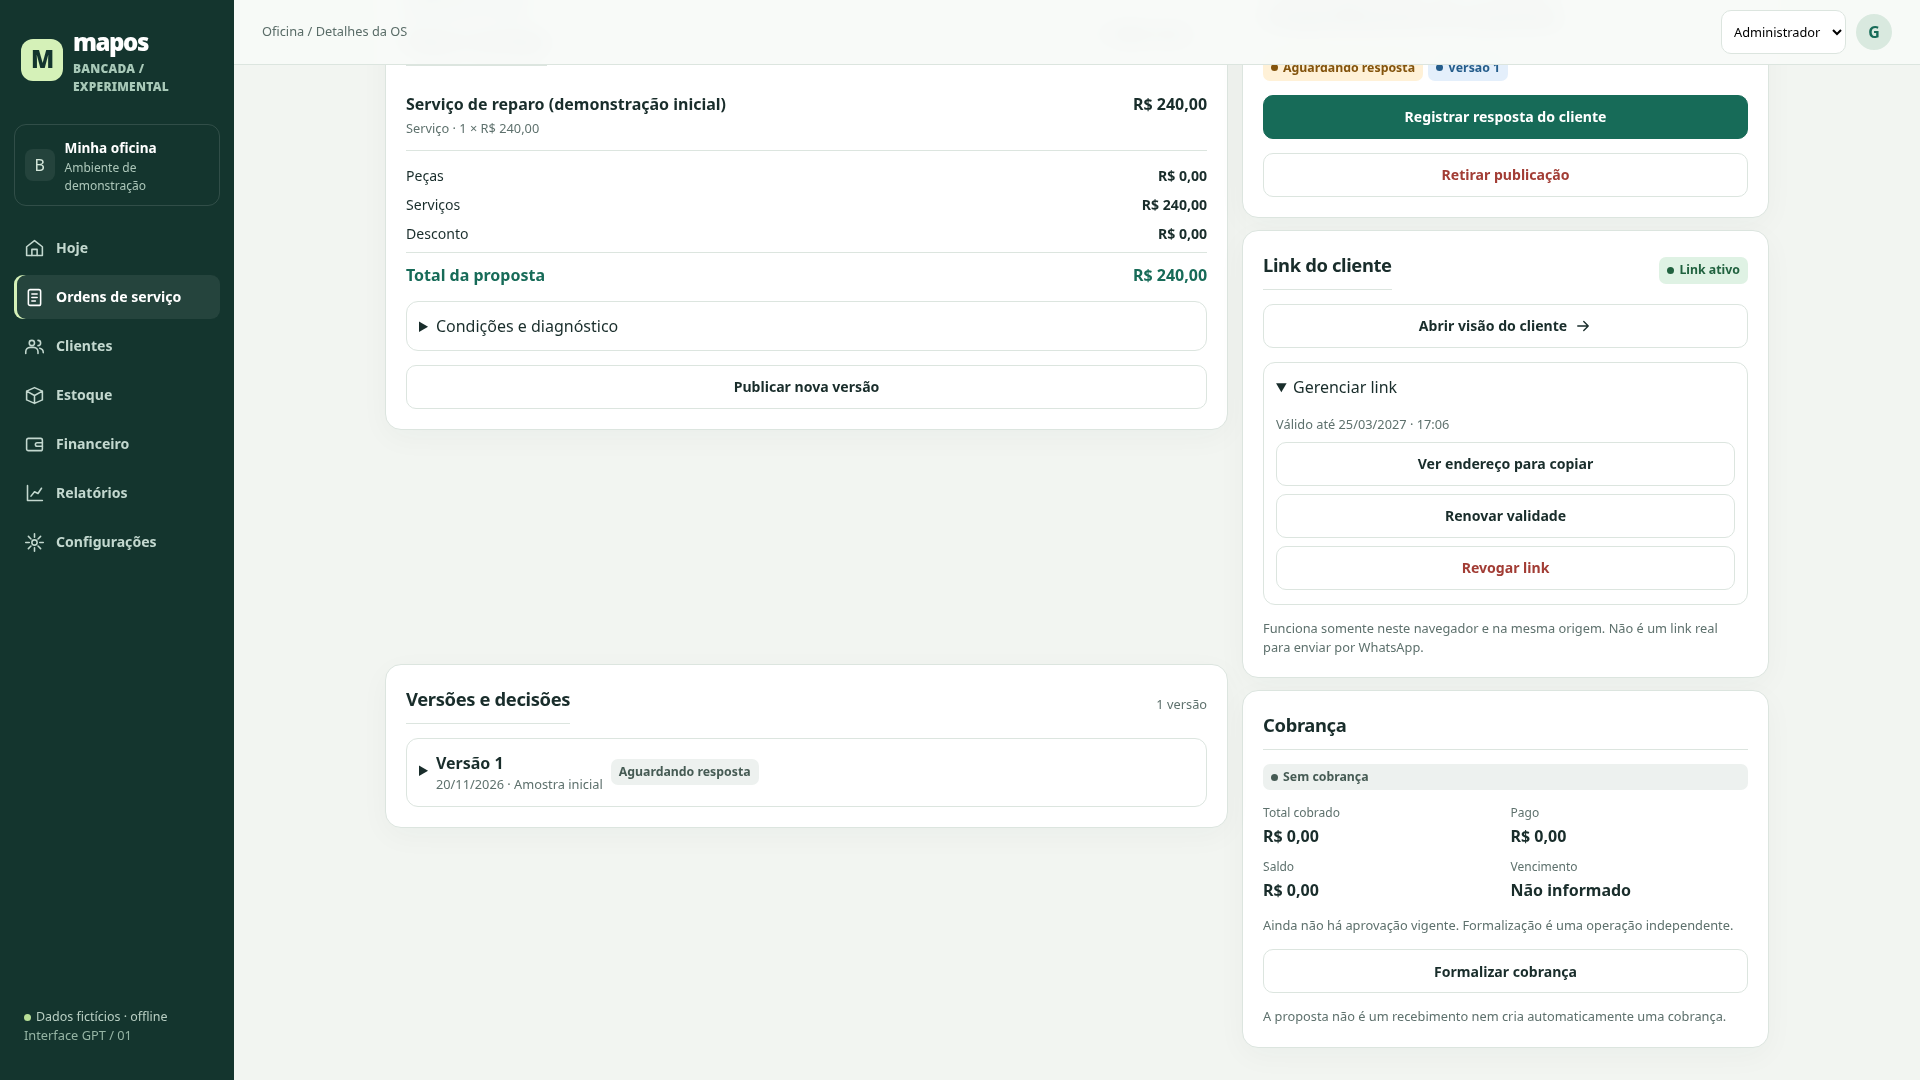 M
mapos
BANCADA /
EXPERIMENTAL
B
Minha oficina
Ambiente de
demonstração
Hoje
Ordens de serviço
Clientes
Estoque
Financeiro
Relatórios
Configurações
Dados fictícios · offline
Interface GPT / 01
Oficina / Detalhes da OS
Administrador
G
Serviço de reparo (demonstração inicial)
R$ 240,00
Serviço · 1 × R$ 240,00
Peças
R$ 0,00
Serviços
R$ 240,00
Desconto
R$ 0,00
Total da proposta
R$ 240,00
Condições e diagnóstico
Publicar nova versão
Versões e decisões
1 versão
Versão 1
20/11/2026 · Amostra inicial
Aguardando resposta
Aguardando resposta
Versão 1
Registrar resposta do cliente
Retirar publicação
Link do cliente
Link ativo
Abrir visão do cliente →
Gerenciar link
Válido até 25/03/2027 · 17:06
Ver endereço para copiar
Renovar validade
Revogar link
Funciona somente neste navegador e na mesma origem. Não é um link real
para enviar por WhatsApp.
Cobrança
Sem cobrança
Total cobrado
Pago
R$ 0,00
R$ 0,00
Saldo
Vencimento
R$ 0,00
Não informado
Ainda não há aprovação vigente. Formalização é uma operação independente.
Formalizar cobrança
A proposta não é um recebimento nem cria automaticamente uma cobrança.